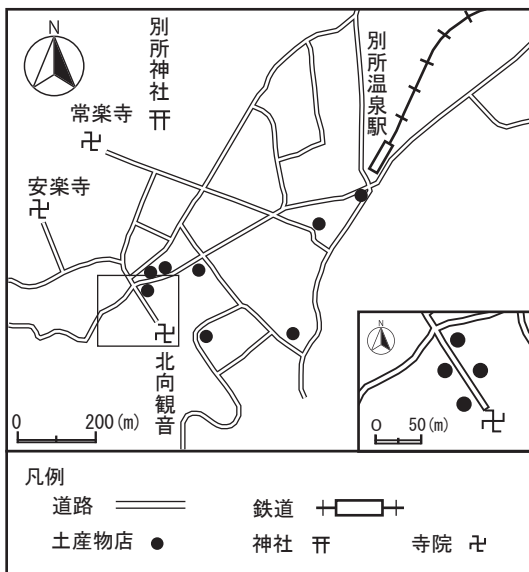 N
別所神社
常楽寺
安楽寺
別所温泉駅
北向観音
0 200(m)
N
0 50(m)
凡例
道路
鉄道
土産物店
神社
寺院